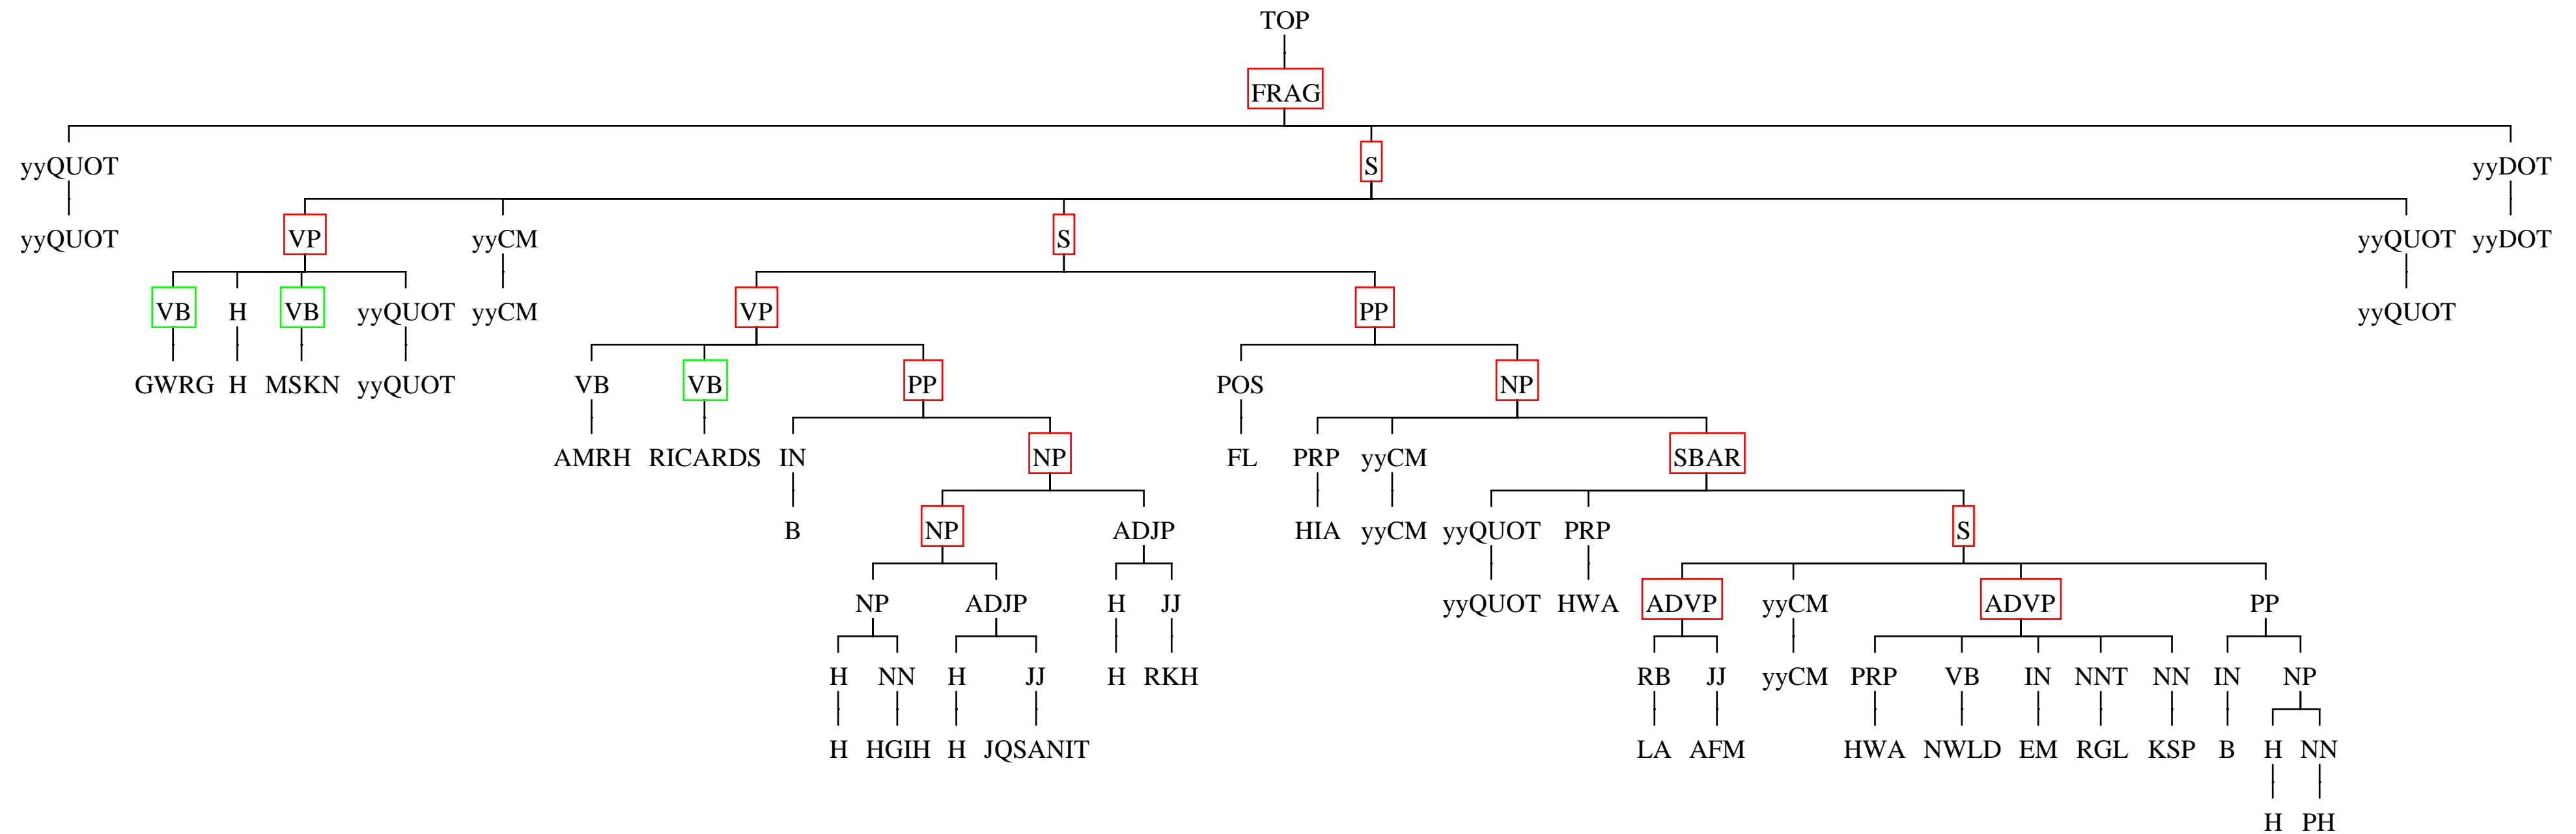 TOP
FRAG
yyQUOT S yyDOT
yyQUOT VP yyCM S yyQUOT yyDOT
VB H VB yyQUOT yyCM VP PP yyQUOT
GWRG H MSKN yyQUOT VB VB PP POS NP
AMRH RICARDS IN NP FL PRP yyCM SBAR
B NP ADJP HIA yyCM yyQUOT PRP S
NP ADJP H JJ yyQUOT HWA ADVP yyCM ADVP PP
H NN H JJ H RKH RB JJ yyCM PRP VB IN NNT NN IN NP
H HGIH H JQSANIT LA AFM HWA NWLD EM RGL KSP B H NN
H PH